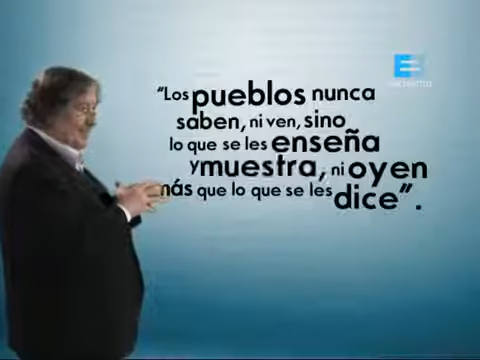 “Los pueblos nunca
saben, ni ven, sino
lo que se les enseña
y muestra, ni oyen
más que lo que se les
dice”.